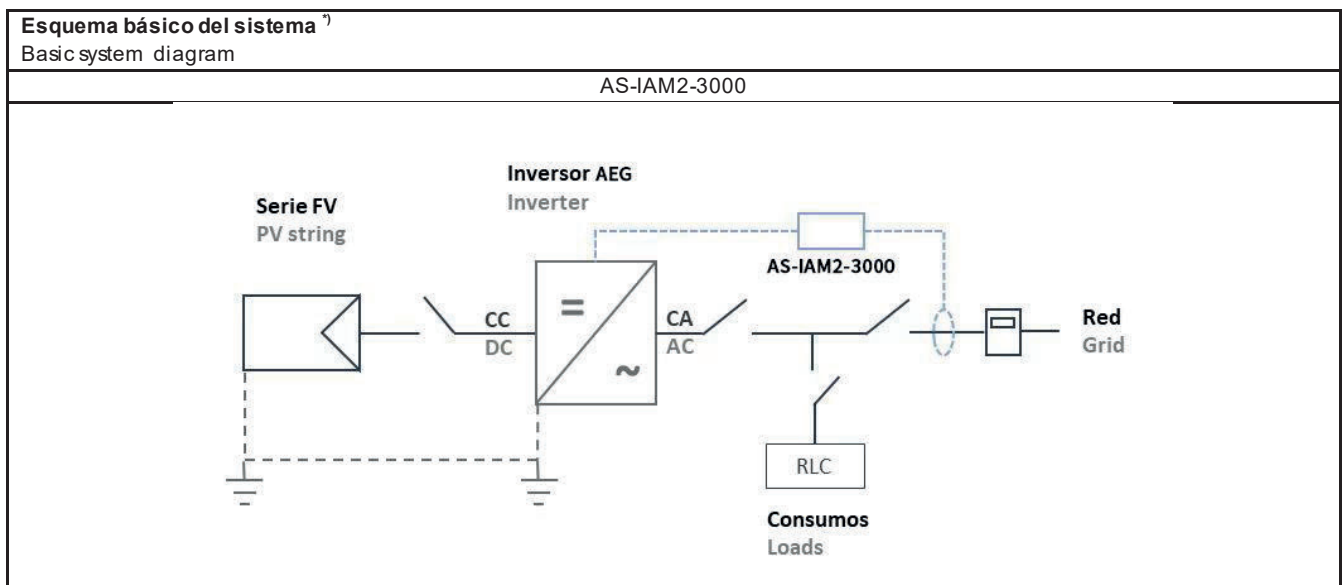 Esquema básico del sistema *)
Basic system diagram
AS-IAM2-3000
Inversor AEG
Inverter
Serie FV
PV string
AS-IAM2-3000
CC
DC
=
~
CA
AC
Red
Grid
RLC
Consumos
Loads